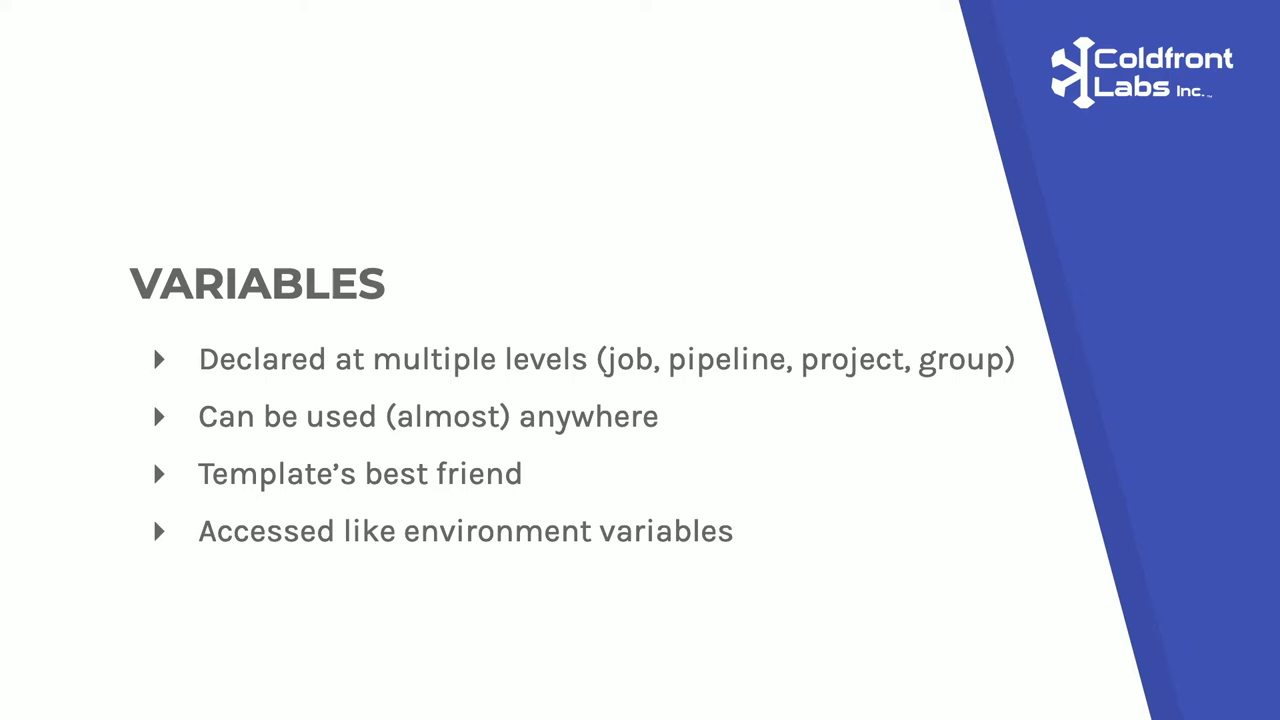 Coldfront
Labs Inc.™
VARIABLES
Declared at multiple levels (job, pipeline, project, group)
Can be used (almost) anywhere
Template’s best friend
Accessed like environment variables